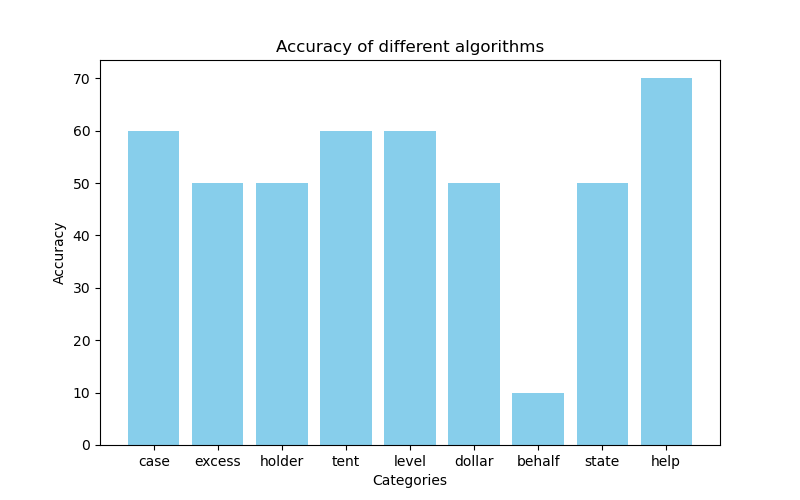 Accuracy of different algorithms
Accuracy
70
60
50
40
30
20
10
0
case excess holder tent level dollar behalf state help
Categories